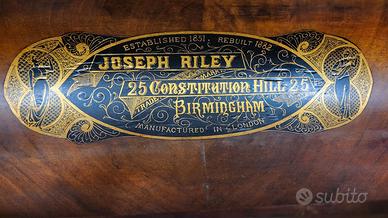 ESTABLISHED 1851. REBUILT 1882
JOSEPH RILEY
TRADE MARK
25 CONSTITUTION HILL 25
BIRMINGHAM
MANUFACTURED IN LONDON
subito